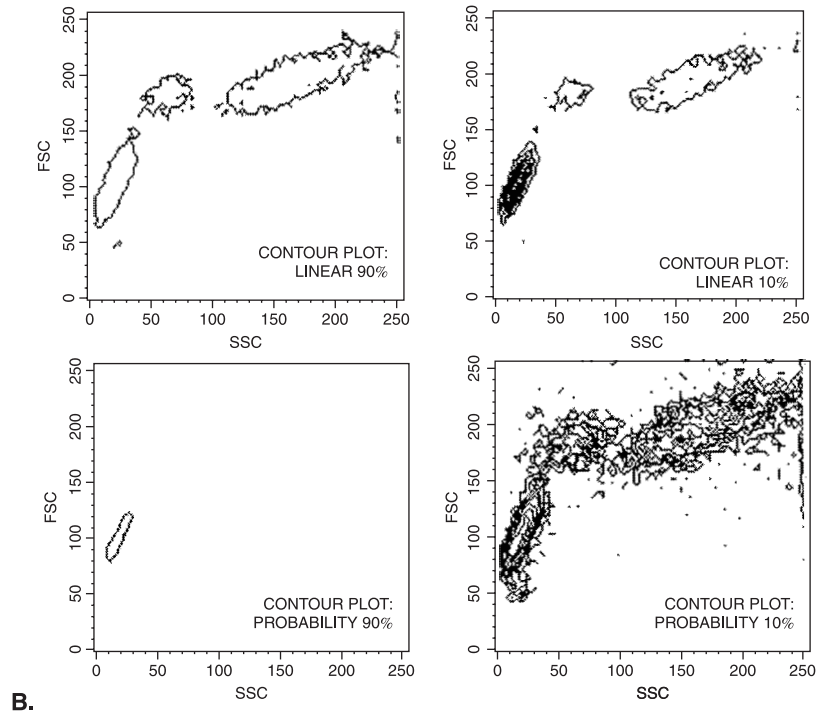 250
200
150
100
50
0
FSC
CONTOUR PLOT:
LINEAR 90%
0 50 100 150 200 250
SSC
250
200
150
100
50
0
FSC
CONTOUR PLOT:
LINEAR 10%
0 50 100 150 200 250
SSC
250
200
150
100
50
0
FSC
CONTOUR PLOT:
PROBABILITY 90%
0 50 100 150 200 250
SSC
250
200
150
100
50
0
FSC
CONTOUR PLOT:
PROBABILITY 10%
0 50 100 150 200 250
SSC
B.